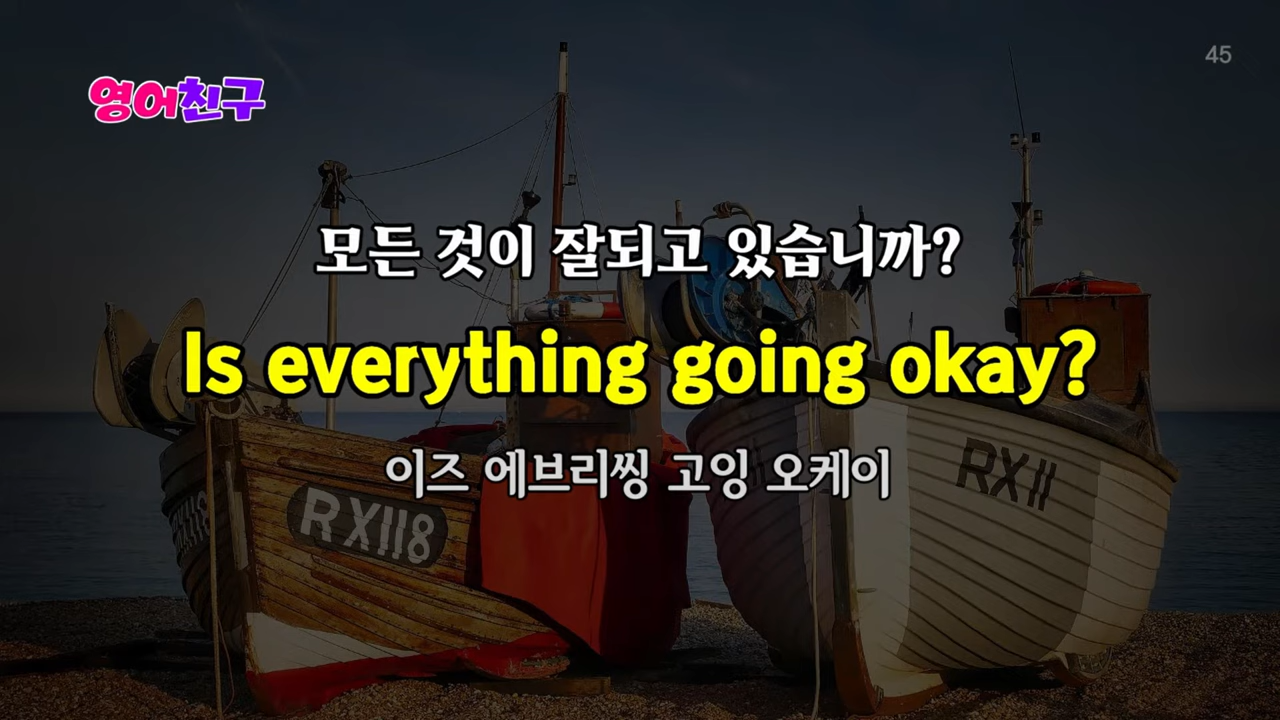 45
영어친구
모든 것이 잘되고 있습니까?
Is everything going okay?
이즈 에브리씽 고잉 오케이
RX118
RX11